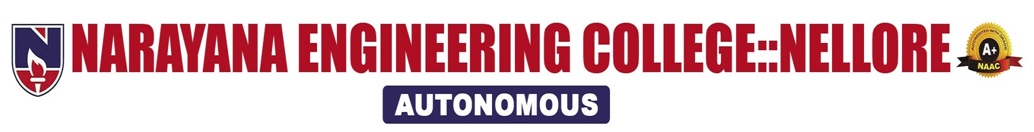 N NARAYANA ENGINEERING COLLEGE::NELLORE
A+
NAAC
AUTONOMOUS